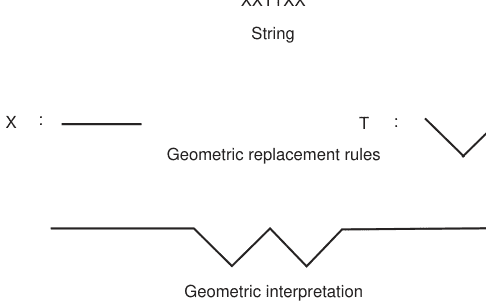 XXTTXX
String
X : T :
Geometric replacement rules
Geometric interpretation